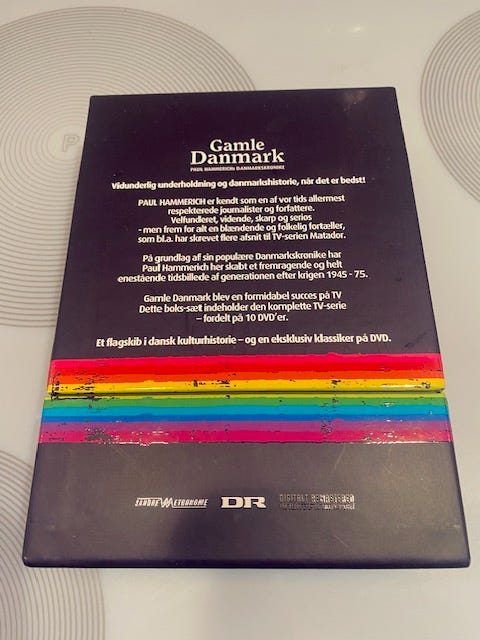 P
Gamle
Danmark
PAUL HAMMERICHS DANMARKSKRONIKE
Vidunderlig underholdning og danmarkshistorie, når det er bedst!
PAUL HAMMERICH er kendt som en af vor tids allermest
respekterede journalister og forfattere.
Velfunderet, vidende, skarp og seriøs
- men frem for alt en blændende og folkelig fortæller,
som bl.a. har skrevet flere afsnit til TV-serien Matador.
På grundlag af sin populære Danmarkskronike har
Paul Hammerich her skabt et fremragende og helt
enestående tidsbillede af generationen efter krigen 1945 - 75.
Gamle Danmark blev en formidabel succes på TV
Dette boks-sæt indeholder den komplette TV-serie
– fordelt på 10 DVD'er.
Et flagskib i dansk kulturhistorie – og en eksklusiv klassiker på DVD.
SANDREW METRONOME
DR